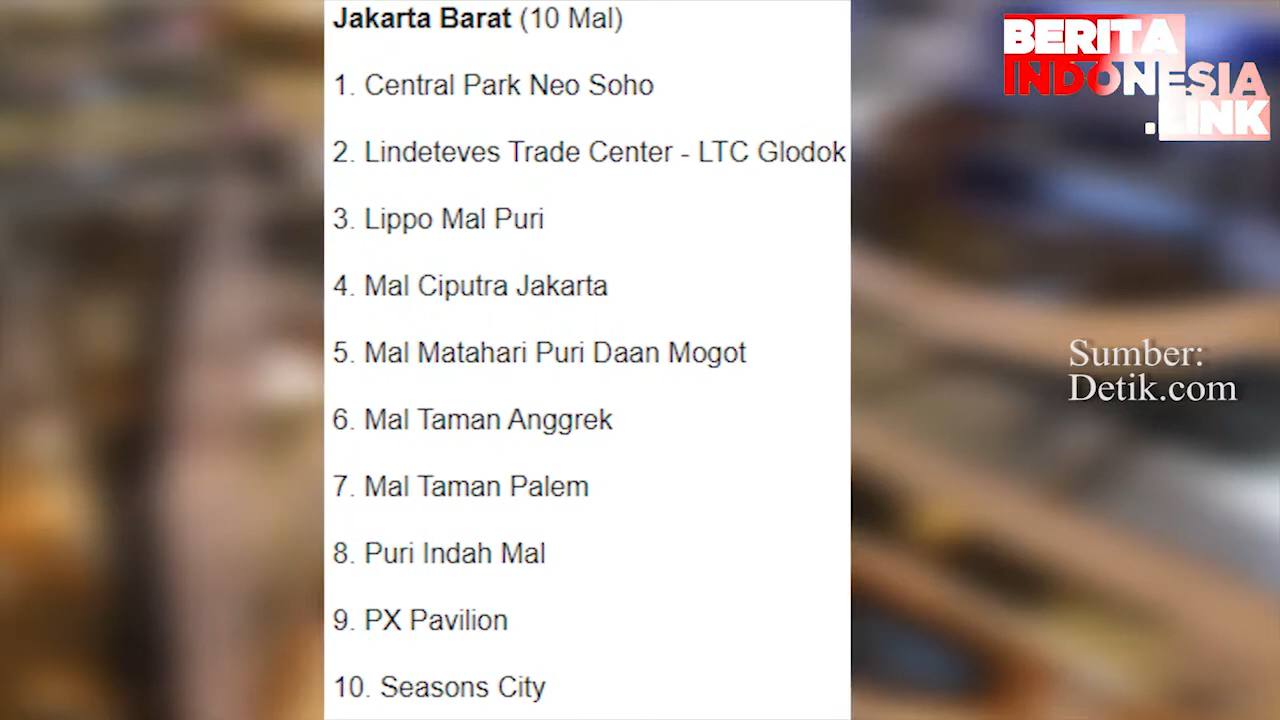 Jakarta Barat (10 Mal)
1. Central Park Neo Soho
2. Lindeteves Trade Center - LTC Glodok
3. Lippo Mal Puri
4. Mal Ciputra Jakarta
5. Mal Matahari Puri Daan Mogot
6. Mal Taman Anggrek
7. Mal Taman Palem
8. Puri Indah Mal
9. PX Pavilion
10. Seasons City
BERITA
INDONESIA
.LINK
Sumber:
Detik.com